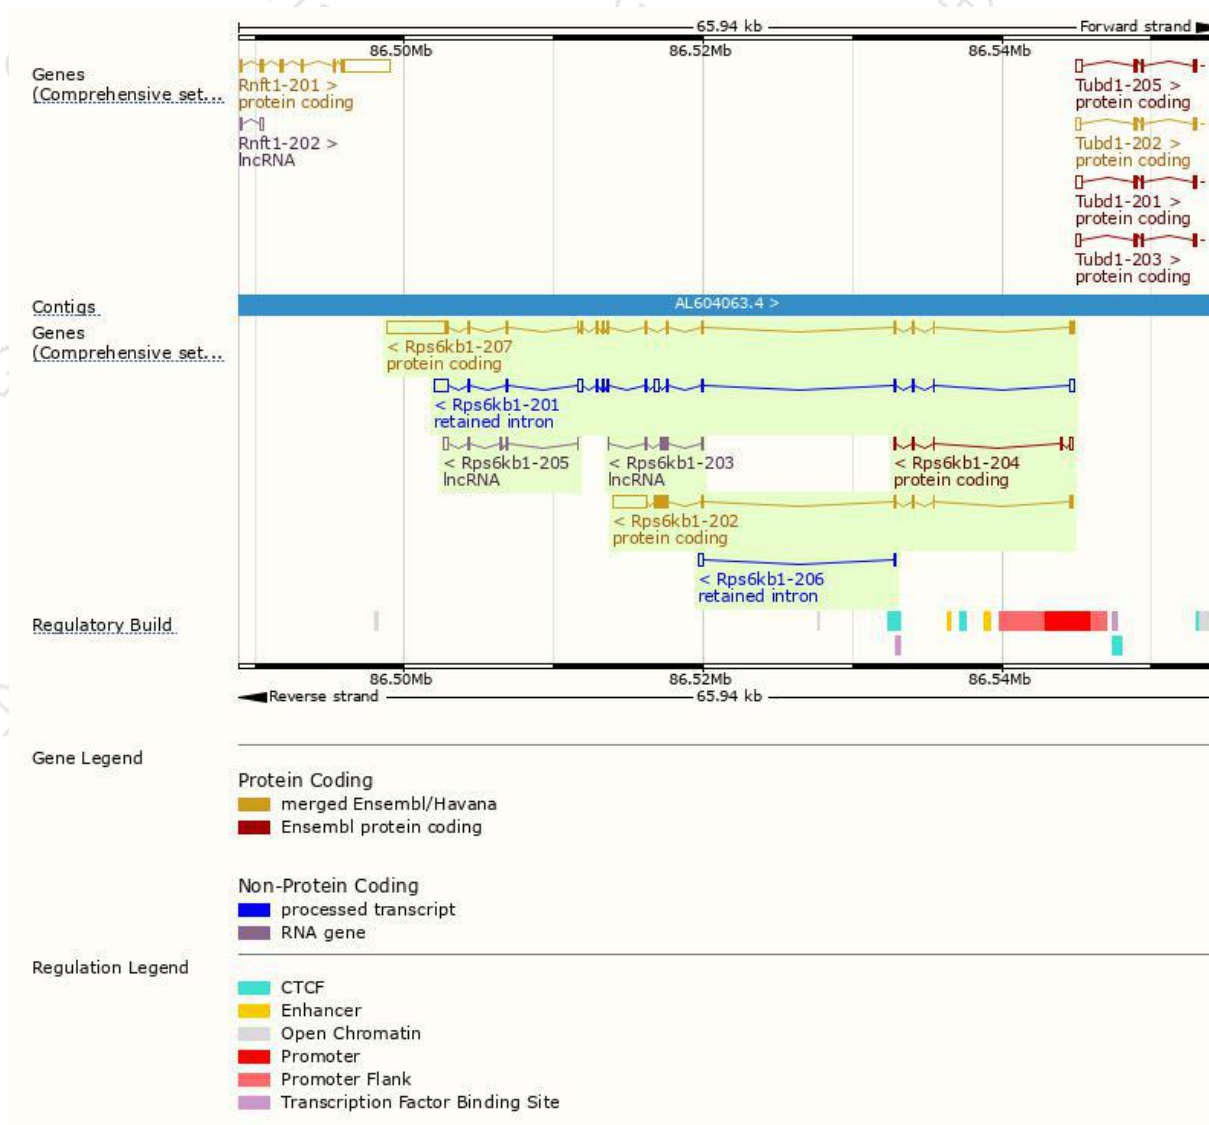 65.94 kb
Forward strand
86.50Mb
86.52Mb
86.54Mb
Genes
(Comprehensive set...
Rnft1-201 >
protein coding
Rnft1-202 >
lncRNA
Tubd1-205 >
protein coding
Tubd1-202 >
protein coding
Tubd1-201 >
protein coding
Tubd1-203 >
protein coding
Contigs
AL604063.4 >
Genes
(Comprehensive set...
< Rps6kb1-207
protein coding
< Rps6kb1-201
retained intron
< Rps6kb1-205
lncRNA
< Rps6kb1-203
lncRNA
< Rps6kb1-204
protein coding
< Rps6kb1-202
protein coding
< Rps6kb1-206
retained intron
Regulatory Build
86.50Mb
86.52Mb
86.54Mb
Reverse strand
65.94 kb
Gene Legend
Protein Coding
merged Ensembl/Havana
Ensembl protein coding
Non-Protein Coding
processed transcript
RNA gene
Regulation Legend
CTCF
Enhancer
Open Chromatin
Promoter
Promoter Flank
Transcription Factor Binding Site